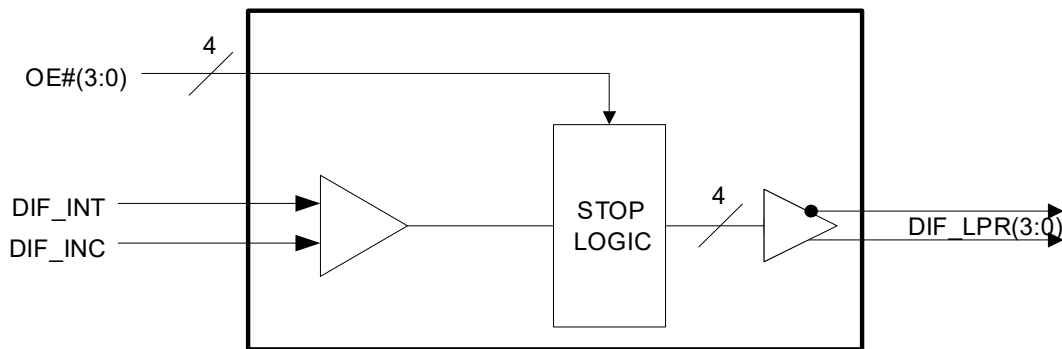 4
OE#(3:0)
DIF_INT
DIF_INC
STOP
LOGIC
4
DIF_LPR(3:0)